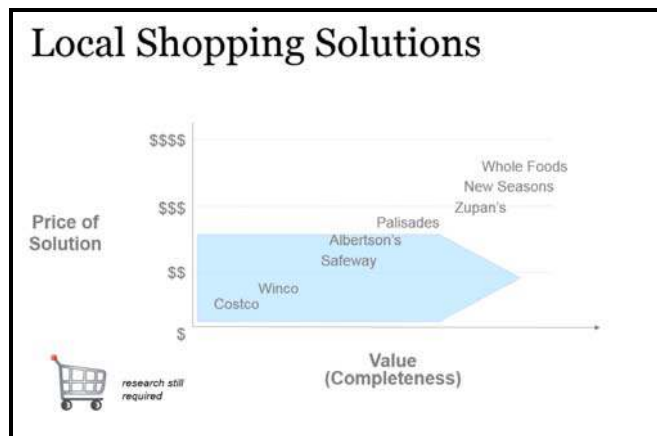 Local Shopping Solutions
$$$$
Whole Foods
New Seasons
$$$
Zupan's
Price of
Solution
Palisades
Albertson's
Safeway
$$
Winco
Costco
$
Value
(Completeness)
research still
required